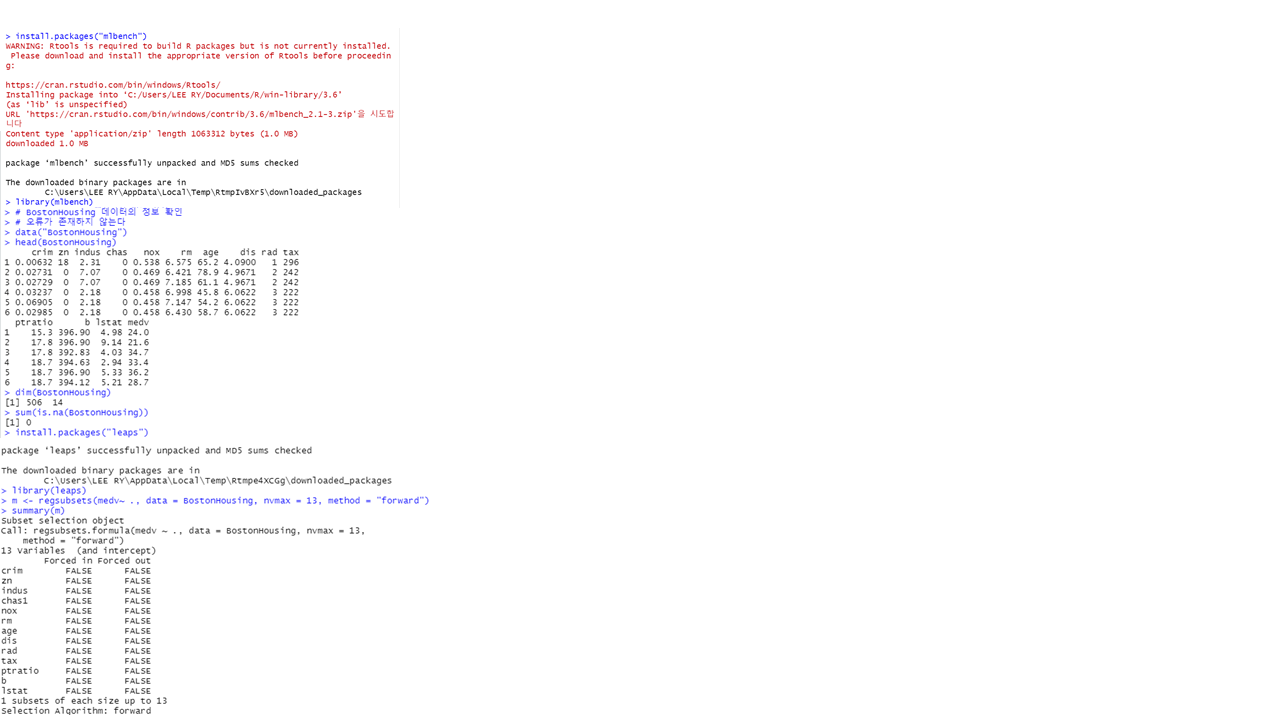 > install.packages("mlbench")
WARNING: Rtools is required to build R packages but is not currently installed.
 Please download and install the appropriate version of Rtools before proceedin
g:
https://cran.rstudio.com/bin/windows/Rtools/
Installing package into 'C:/Users/LEE RY/Documents/R/win-library/3.6'
(as 'lib' is unspecified)
URL 'https://cran.rstudio.com/bin/windows/contrib/3.6/mlbench_2.1-3.zip'을 시도합
니다
Content type 'application/zip' length 1063312 bytes (1.0 MB)
downloaded 1.0 MB
package 'mlbench' successfully unpacked and MD5 sums checked
The downloaded binary packages are in
        C:\Users\LEE RY\AppData\Local\Temp\RtmpIvBXr5\downloaded_packages
> library(mlbench)
> # BostonHousing 데이터의 정보 확인
> # 오류가 존재하지 않는다
> data("BostonHousing")
> head(BostonHousing)
     crim zn indus chas   nox    rm  age    dis rad tax
1 0.00632 18  2.31    0 0.538 6.575 65.2 4.0900   1 296
2 0.02731  0  7.07    0 0.469 6.421 78.9 4.9671   2 242
3 0.02729  0  7.07    0 0.469 7.185 61.1 4.9671   2 242
4 0.03237  0  2.18    0 0.458 6.998 45.8 6.0622   3 222
5 0.06905  0  2.18    0 0.458 7.147 54.2 6.0622   3 222
6 0.02985  0  2.18    0 0.458 6.430 58.7 6.0622   3 222
  ptratio      b lstat medv
1    15.3 396.90  4.98 24.0
2    17.8 396.90  9.14 21.6
3    17.8 392.83  4.03 34.7
4    18.7 394.63  2.94 33.4
5    18.7 396.90  5.33 36.2
6    18.7 394.12  5.21 28.7
> dim(BostonHousing)
[1] 506  14
> sum(is.na(BostonHousing))
[1] 0
> install.packages("leaps")
package 'leaps' successfully unpacked and MD5 sums checked
The downloaded binary packages are in
        C:\Users\LEE RY\AppData\Local\Temp\Rtmpe4XCGg\downloaded_packages
> library(leaps)
> m <- regsubsets(medv~ ., data = BostonHousing, nvmax = 13, method = "forward")
> summary(m)
Subset selection object
Call: regsubsets.formula(medv ~ ., data = BostonHousing, nvmax = 13,
    method = "forward")
13 Variables  (and intercept)
        Forced in Forced out
crim        FALSE      FALSE
zn          FALSE      FALSE
indus       FALSE      FALSE
chas1       FALSE      FALSE
nox         FALSE      FALSE
rm          FALSE      FALSE
age         FALSE      FALSE
dis         FALSE      FALSE
rad         FALSE      FALSE
tax         FALSE      FALSE
ptratio     FALSE      FALSE
b           FALSE      FALSE
lstat       FALSE      FALSE
1 subsets of each size up to 13
Selection Algorithm: forward